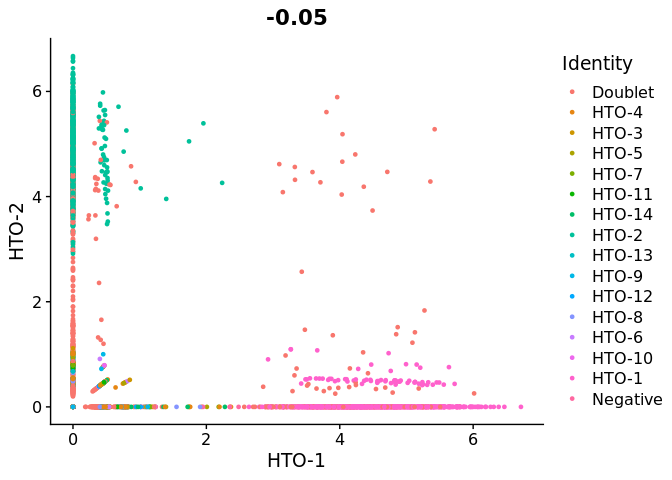 -0.05
Identity
Doublet
HTO-4
HTO-3
HTO-5
HTO-7
HTO-11
HTO-14
HTO-2
HTO-13
HTO-9
HTO-12
HTO-8
HTO-6
HTO-10
HTO-1
Negative
HTO-2
6
4
2
0
0 2 4 6
HTO-1